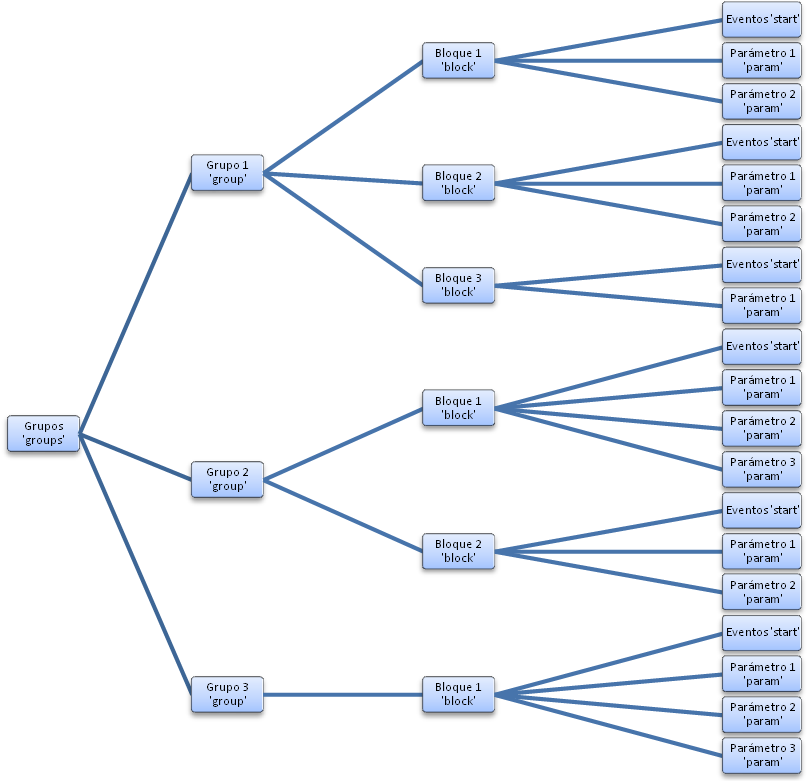 Grupos
'groups'
Grupo 1
'group'
Bloque 1
'block'
Eventos 'start'
Parámetro 1
'param'
Parámetro 2
'param'
Bloque 2
'block'
Eventos 'start'
Parámetro 1
'param'
Parámetro 2
'param'
Bloque 3
'block'
Eventos 'start'
Parámetro 1
'param'
Grupo 2
'group'
Bloque 1
'block'
Eventos 'start'
Parámetro 1
'param'
Parámetro 2
'param'
Parámetro 3
'param'
Bloque 2
'block'
Eventos 'start'
Parámetro 1
'param'
Parámetro 2
'param'
Grupo 3
'group'
Bloque 1
'block'
Eventos 'start'
Parámetro 1
'param'
Parámetro 2
'param'
Parámetro 3
'param'